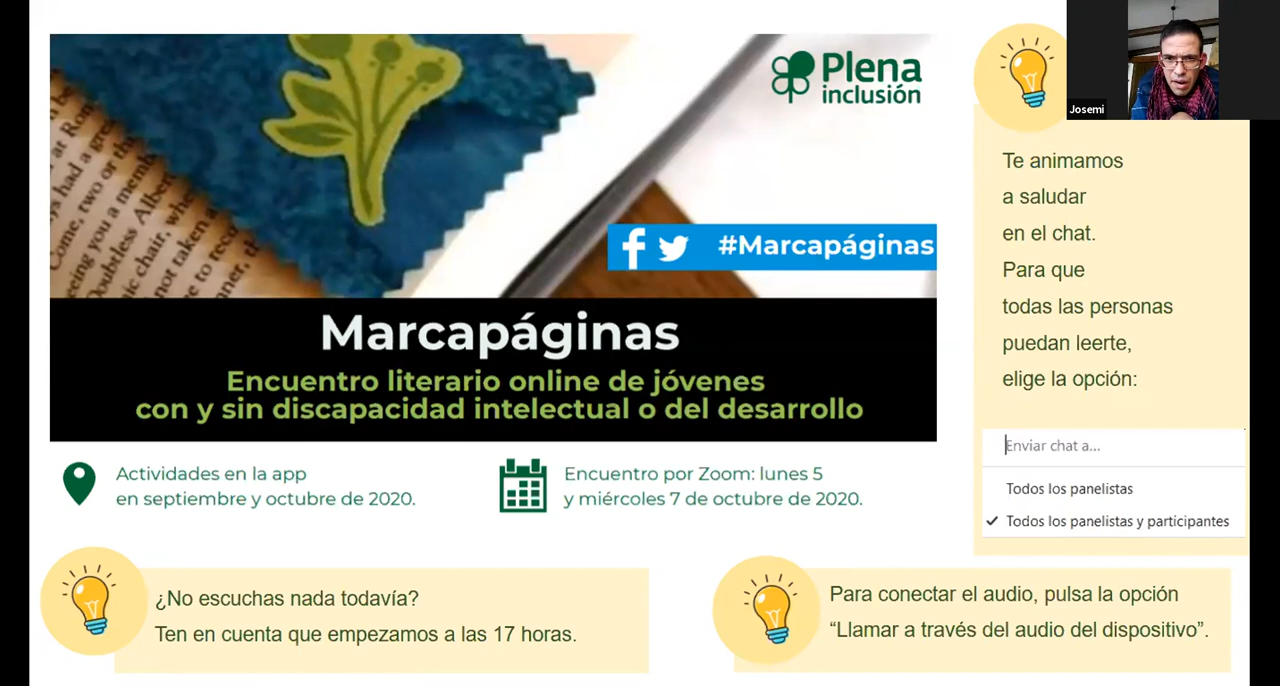 Plena
inclusión
#Marcapáginas
Marcapáginas
Encuentro literario online de jóvenes
con y sin discapacidad intelectual o del desarrollo
Actividades en la app
en septiembre y octubre de 2020.
Encuentro por Zoom: lunes 5
y miércoles 7 de octubre de 2020.
Josemi
Te animamos
a saludar
en el chat.
Para que
todas las personas
puedan leerte,
elige la opción:
Enviar chat a...
Todos los panelistas
Todos los panelistas y participantes
¿No escuchas nada todavía?
Ten en cuenta que empezamos a las 17 horas.
Para conectar el audio, pulsa la opción
“Llamar a través del audio del dispositivo”.